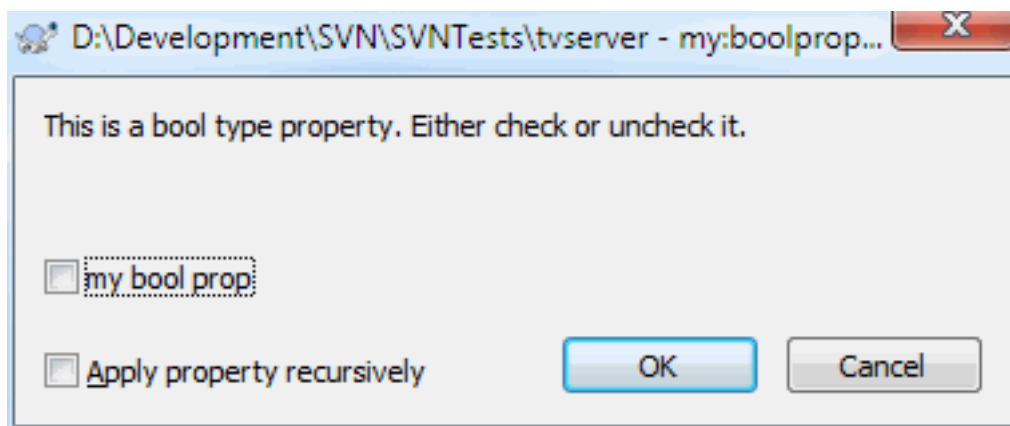 D:\Development\SVN\SVNTests\tvserver - my:boolprop...
This is a bool type property. Either check or uncheck it.
my bool prop
Apply property recursively
OK
Cancel